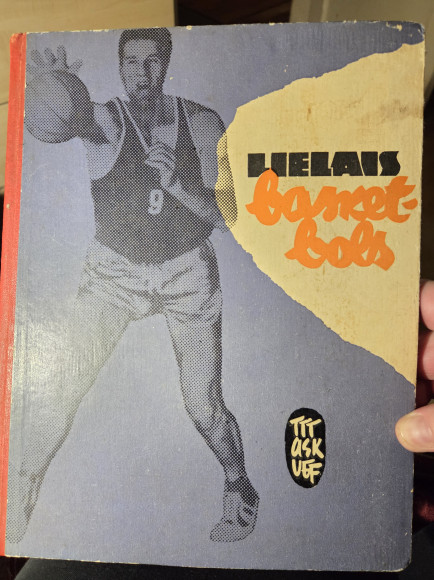 LIELAIS
basket-
bols
9
TTT
ASK
VEF